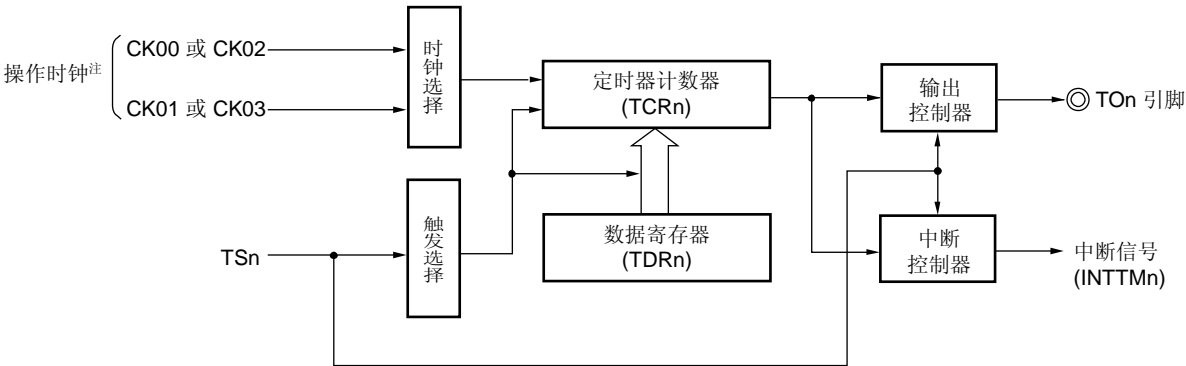 操作时钟注
CK00 或 CK02
CK01 或 CK03
时钟选择
定时器计数器
(TCRn)
输出
控制器
TOn 引脚
TSn
触发选择
数据寄存器
(TDRn)
中断
控制器
中断信号
(INTTMn)